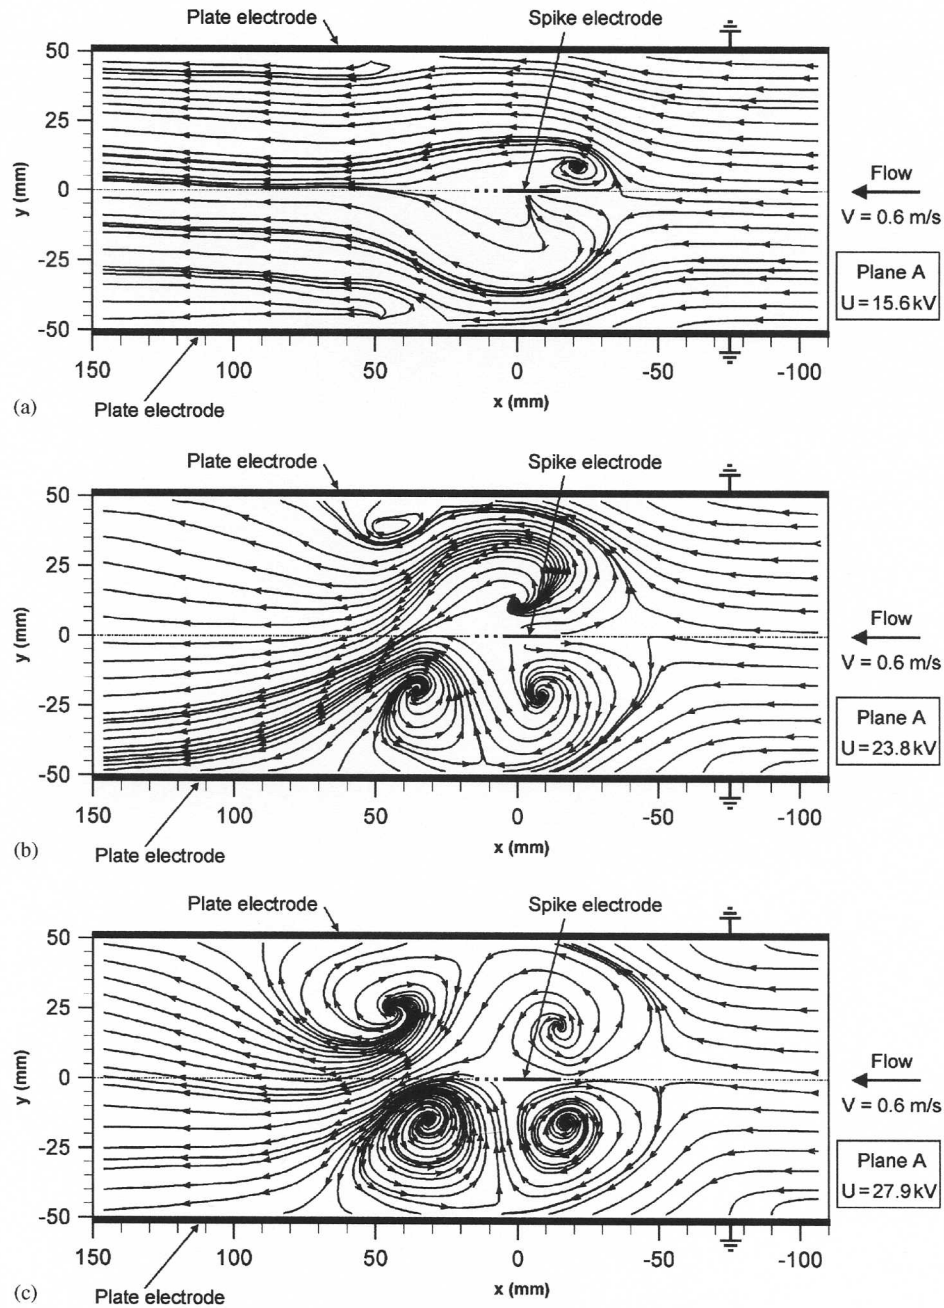 Plate electrode Spike electrode
50
25
0
-25
-50
y (mm)
150 100 50 0 -50 -100
x (mm)
Flow
V = 0.6 m/s
Plane A
U = 15.6 kV
(a) Plate electrode
Plate electrode Spike electrode
50
25
0
-25
-50
y (mm)
150 100 50 0 -50 -100
x (mm)
Flow
V = 0.6 m/s
Plane A
U = 23.8 kV
(b) Plate electrode
Plate electrode Spike electrode
50
25
0
-25
-50
y (mm)
150 100 50 0 -50 -100
x (mm)
Flow
V = 0.6 m/s
Plane A
U = 27.9 kV
(c) Plate electrode